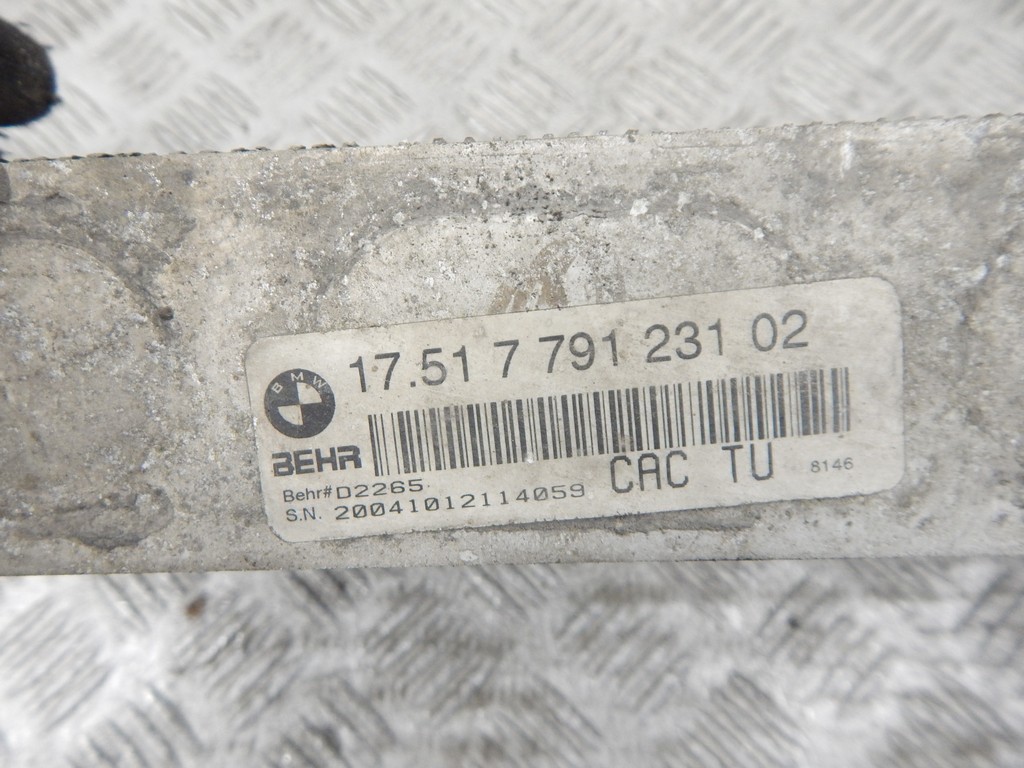 17.51 7 791 231 02
BMW
BEHR
CAC TU 8146
Behr# D2265
S.N. 20041012114059